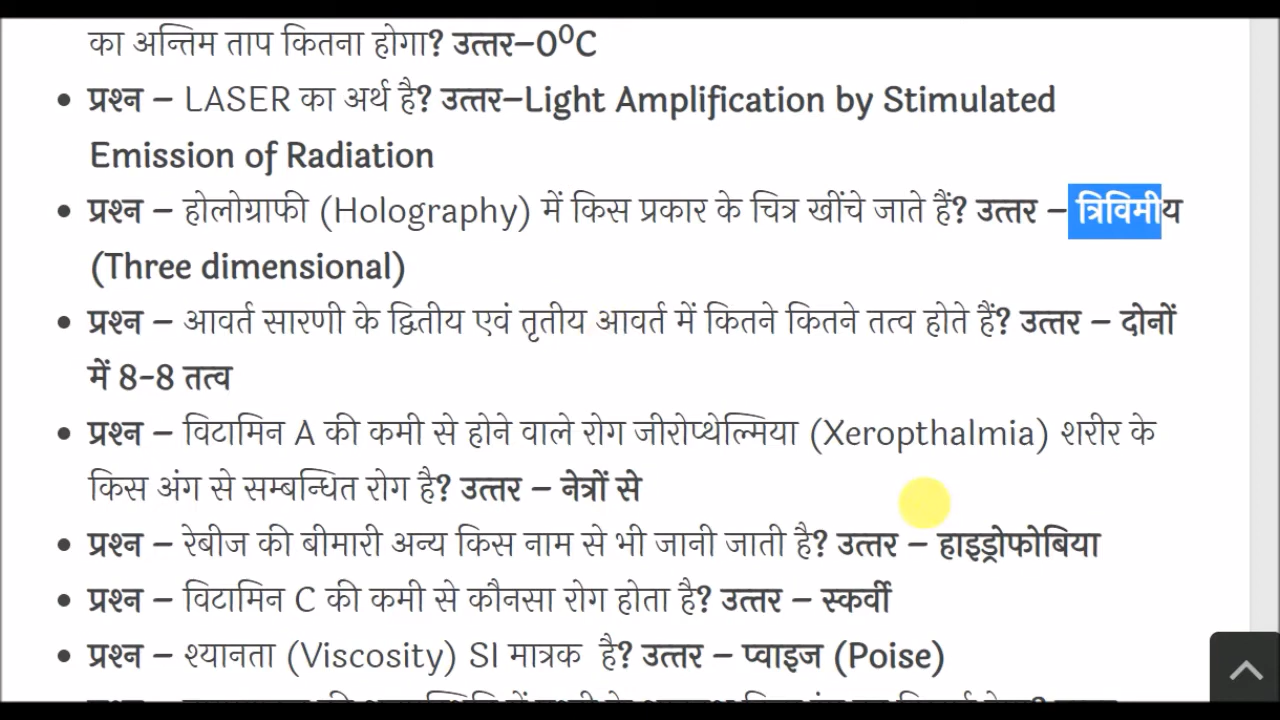 का अन्तिम ताप कितना होगा? उत्तर–0⁰C
• प्रश्न – LASER का अर्थ है? उत्तर–Light Amplification by Stimulated
Emission of Radiation
• प्रश्न – होलोग्राफी (Holography) में किस प्रकार के चित्र खींचे जाते हैं? उत्तर – त्रिविमीय
(Three dimensional)
• प्रश्न – आवर्त सारणी के द्वितीय एवं तृतीय आवर्त में कितने कितने तत्व होते हैं? उत्तर – दोनों
में 8-8 तत्व
• प्रश्न – विटामिन A की कमी से होने वाले रोग जीरोप्थेल्मिया (Xeropthalmia) शरीर के
किस अंग से सम्बन्धित रोग है? उत्तर – नेत्रों से
• प्रश्न – रेबीज की बीमारी अन्य किस नाम से भी जानी जाती है? उत्तर – हाइड्रोफोबिया
• प्रश्न – विटामिन C की कमी से कौनसा रोग होता है? उत्तर – स्कर्वी
• प्रश्न – श्यानता (Viscosity) SI मात्रक है? उत्तर – प्वाइज (Poise)